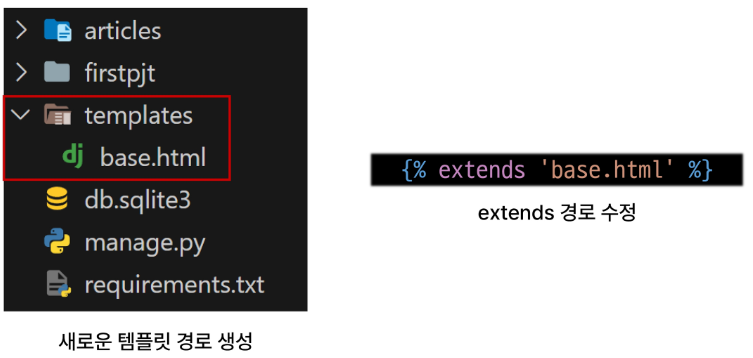 articles
firstpjt
templates
base.html
db.sqlite3
manage.py
requirements.txt
새로운 템플릿 경로 생성
{% extends 'base.html' %}
extends 경로 수정